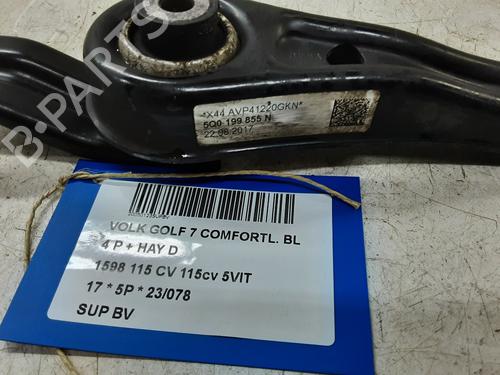 *X44 AVP41220GKN*
5Q0 199 855 N
22.08.2017
VOLK GOLF 7 COMFORTL. BL
4 P + HAY D
1598 115 CV 115cv 5VIT
17 * 5P * 23/078
SUP BV
B-PARTS